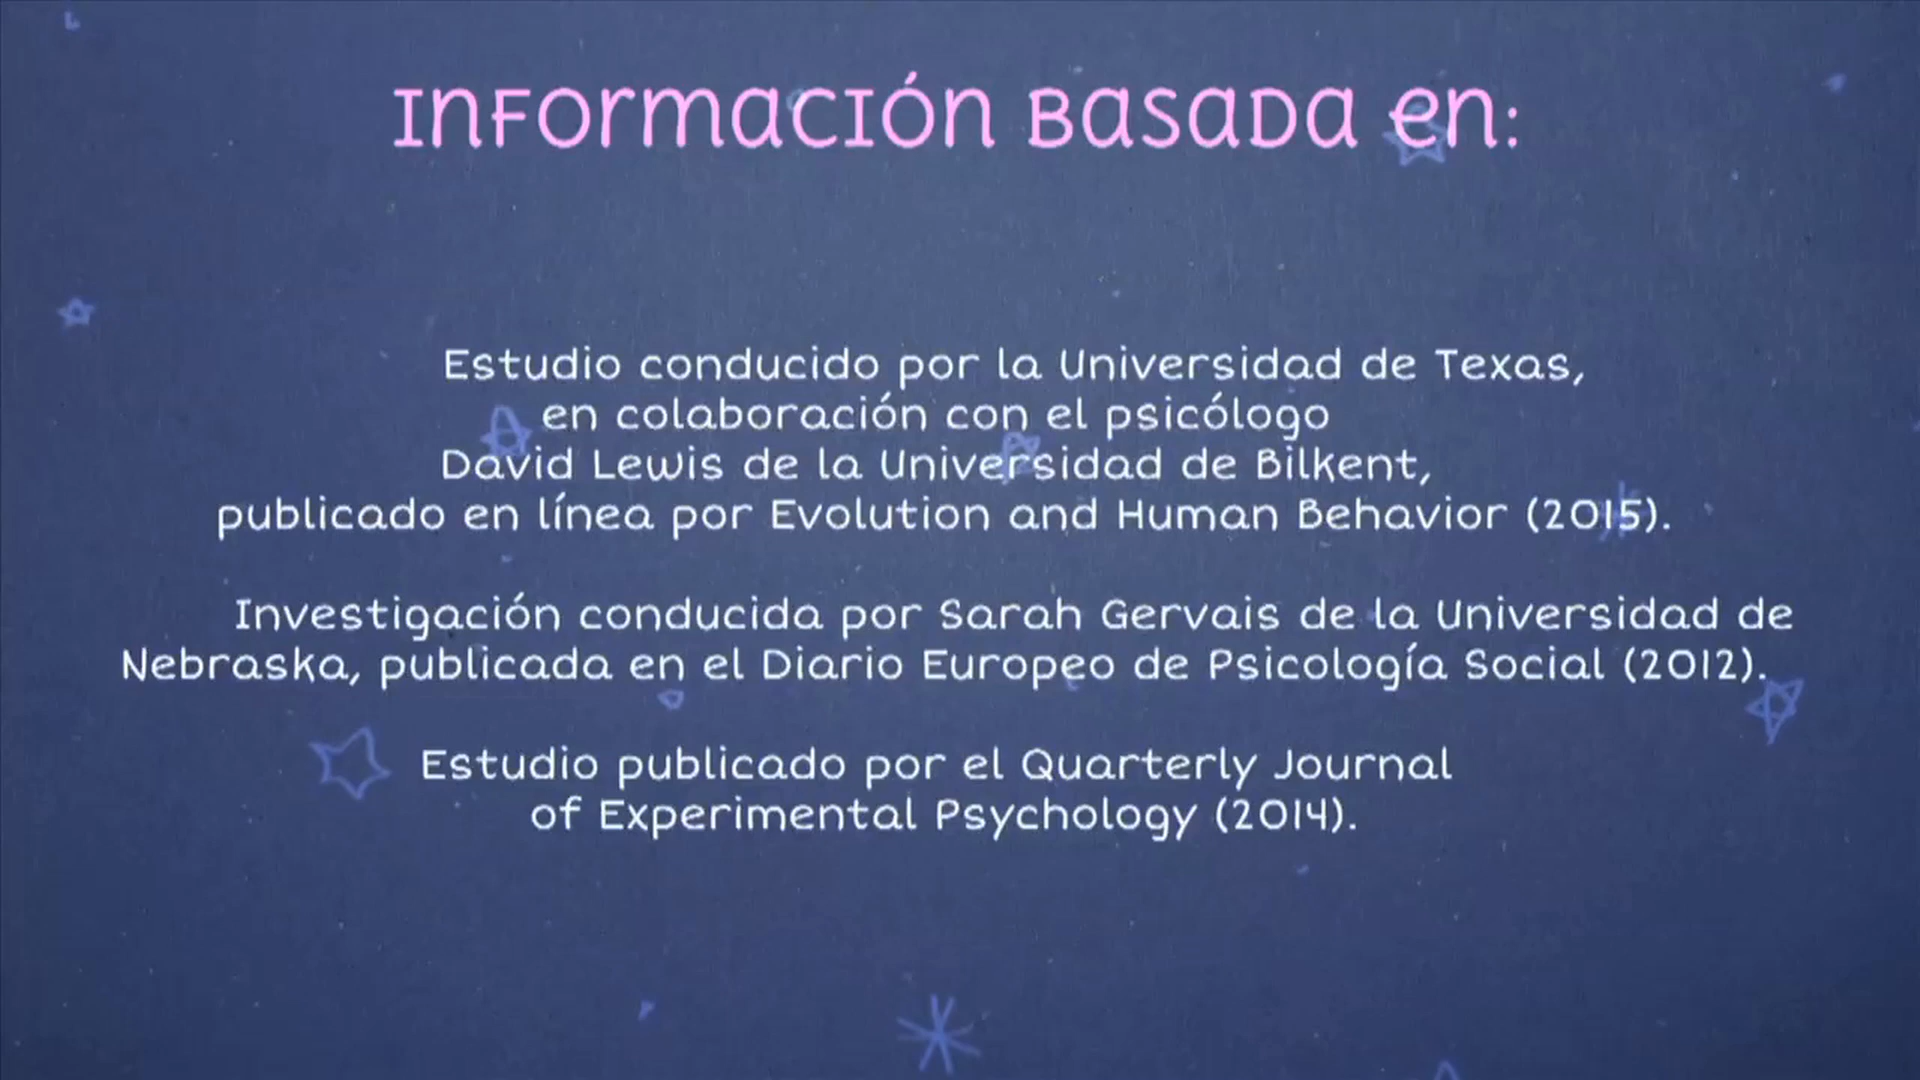 Información Basada en:
Estudio conducido por la Universidad de Texas,
en colaboración con el psicólogo
David Lewis de la Universidad de Bilkent,
publicado en línea por Evolution and Human Behavior (2015).
Investigación conducida por Sarah Gervais de la Universidad de
Nebraska, publicada en el Diario Europeo de Psicología Social (2012).
Estudio publicado por el Quarterly Journal
of Experimental Psychology (2014).